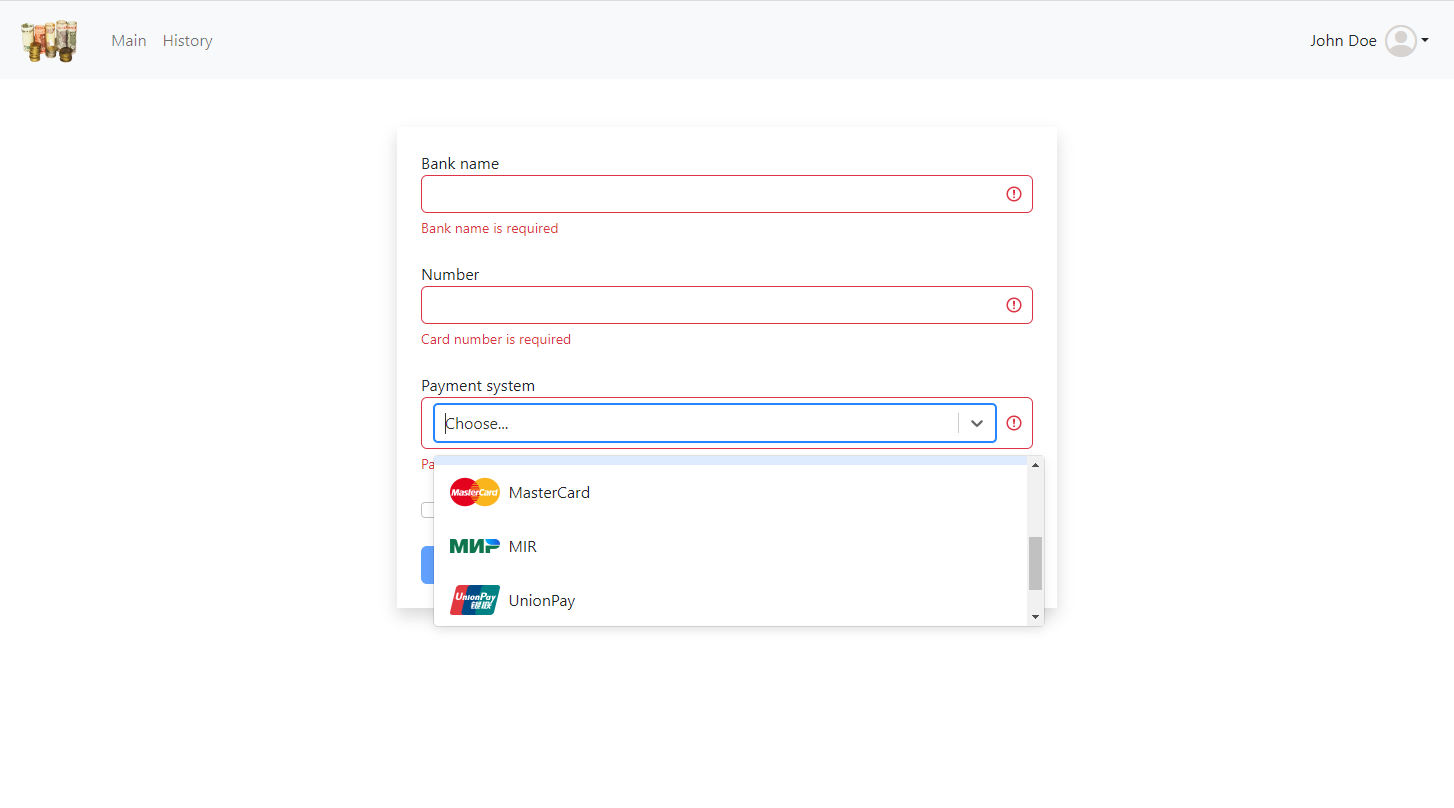 Main History John Doe
Bank name
Bank name is required
Number
Card number is required
Payment system
Choose...
Pa
MasterCard MasterCard
МИР MIR
UnionPay UnionPay
银联